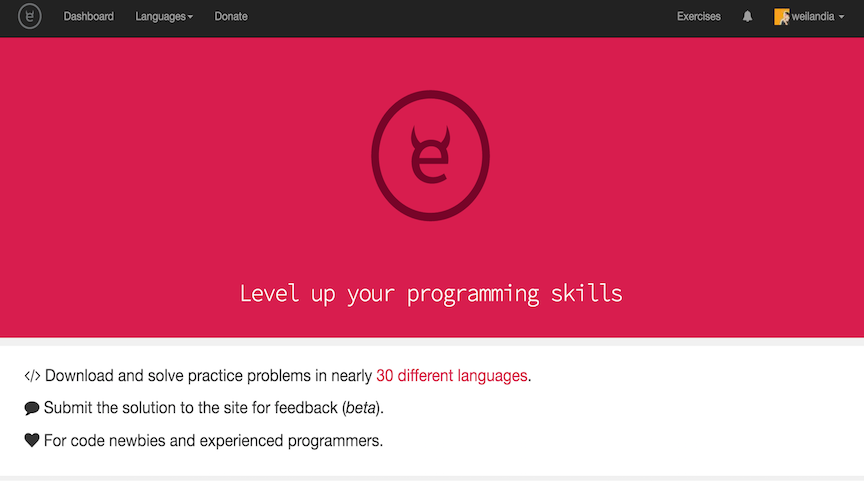 e Dashboard Languages Donate Exercises weilandia
e
Level up your programming skills
</> Download and solve practice problems in nearly 30 different languages.
Submit the solution to the site for feedback (beta).
For code newbies and experienced programmers.